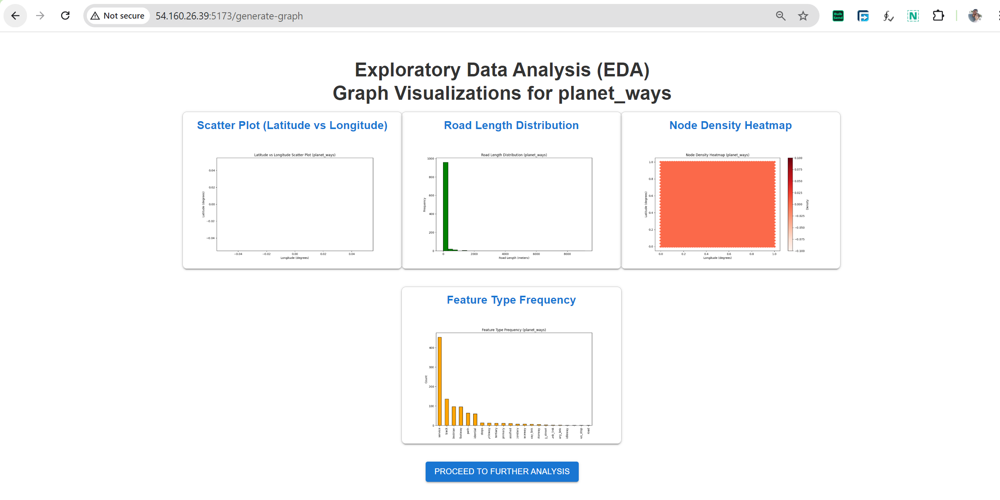 Not secure
54.160.26.39:5173/generate-graph
Bulk
Send
N
Exploratory Data Analysis (EDA)
Graph Visualizations for planet_ways
Scatter Plot (Latitude vs Longitude)
Latitude vs Longitude Scatter Plot (planet_ways)
Latitude (degrees)
0.04
0.02
0.00
−0.02
−0.04
−0.04
−0.02
0.00
0.02
0.04
Longitude (degrees)
Road Length Distribution
Road Length Distribution (planet_ways)
Frequency
1000
800
600
400
200
0
0
2000
4000
6000
8000
Road Length (meters)
Node Density Heatmap
Node Density Heatmap (planet_ways)
Latitude (degrees)
1.0
0.8
0.6
0.4
0.2
0.0
0.0
0.2
0.4
0.6
0.8
1.0
Longitude (degrees)
0.100
0.075
0.050
0.025
0.000
−0.025
−0.050
−0.075
−0.100
Density
Feature Type Frequency
Feature Type Frequency (planet_ways)
Count
400
300
200
100
0
service
track
destrian
footway
path
idential
steps
ycleway
tertiary
primary
assified
condary
aceway
ay_link
torway
g_street
unk_link
ary_link
idleway
us_stop
road
PROCEED TO FURTHER ANALYSIS